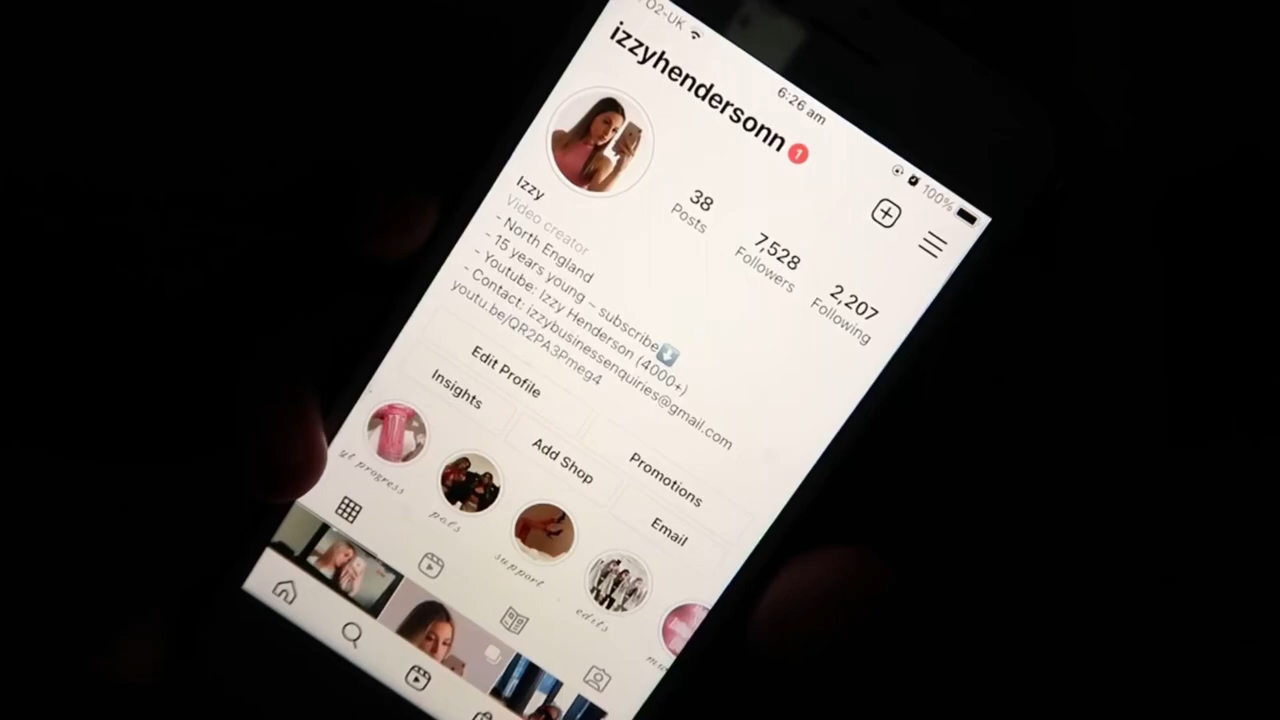 O2-UK
6:26 am
100%
izzyhendersonn 1
38
Posts
7,528
Followers
2,207
Following
Izzy
Video creator
- North England
- 15 years young ~ subscribe⬇️
- Youtube: Izzy Henderson (4000+)
- Contact: izzybusinessenquiries@gmail.com
youtu.be/QR2PA3Pmeg4
Edit Profile
Promotions
Insights
Add Shop
Email
yt progress
pals
support
edits